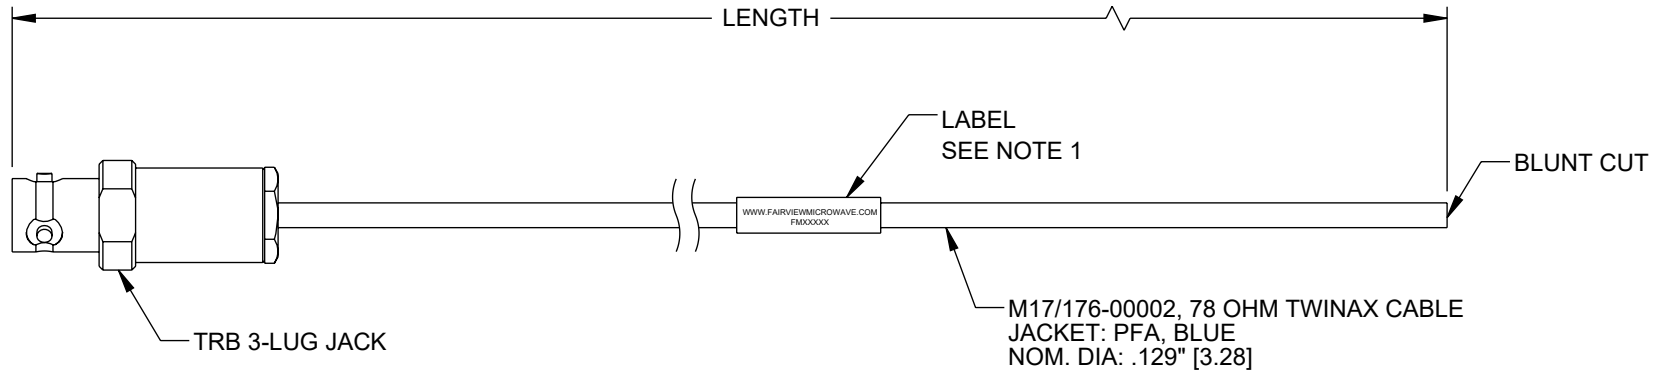 LENGTH
LABEL
SEE NOTE 1
BLUNT CUT
WWW.FAIRVIEWMICROWAVE.COM
FMXXXXX
M17/176-00002, 78 OHM TWINAX CABLE
JACKET: PFA, BLUE
NOM. DIA: .129" [3.28]
TRB 3-LUG JACK